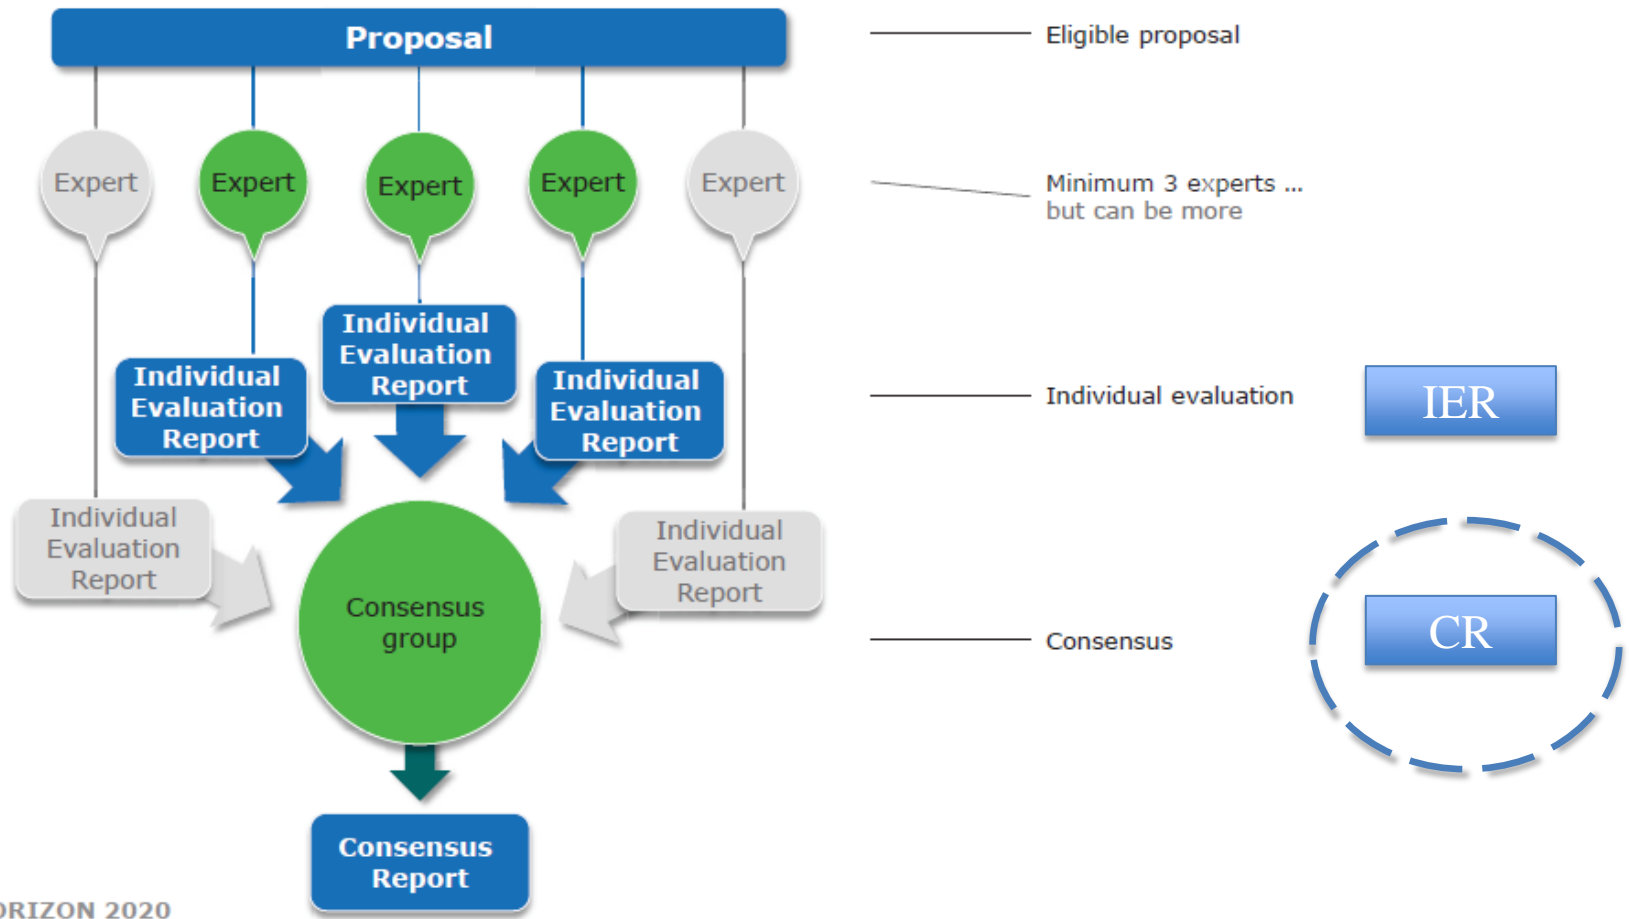 Proposal
Eligible proposal
Expert
Expert
Expert
Expert
Expert
Minimum 3 experts ...
but can be more
Individual
Evaluation
Report
Individual
Evaluation
Report
Individual
Evaluation
Report
Individual evaluation
IER
Individual
Evaluation
Report
Individual
Evaluation
Report
Consensus
group
Consensus
CR
Consensus
Report
ORIZON 2020